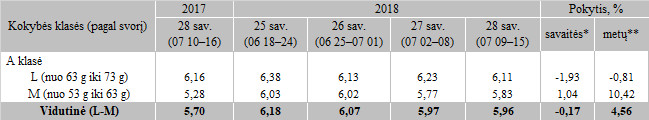 Kokybės klasės (pagal svorį) 2017 2018 Pokytis, %
28 sav. (07 10–16) 25 sav. (06 18–24) 26 sav. (06 25–07 01) 27 sav. (07 02–08) 28 sav. (07 09–15) savaitės* metų**
A klasė
L (nuo 63 g iki 73 g) 6,16 6,38 6,13 6,23 6,11 -1,93 -0,81
M (nuo 53 g iki 63 g) 5,28 6,03 6,02 5,77 5,83 1,04 10,42
Vidutinė (L-M) 5,70 6,18 6,07 5,97 5,96 -0,17 4,56